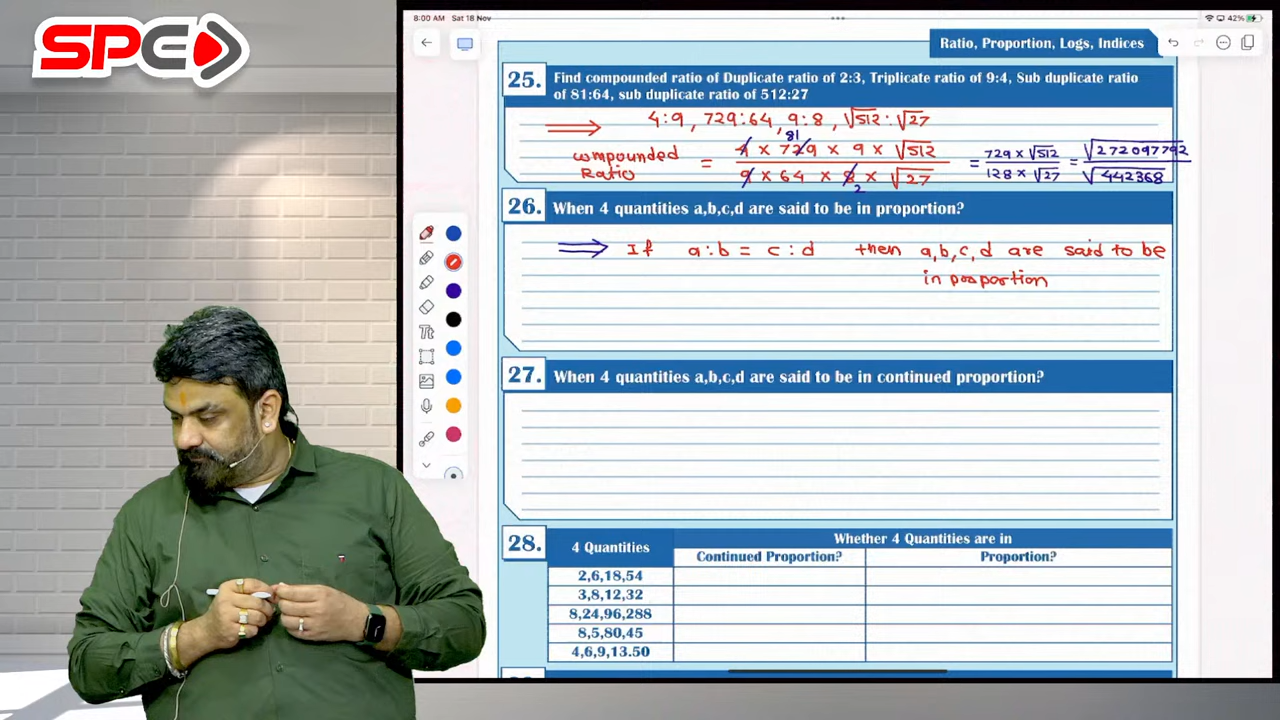 SPE
8:00 AM Sat 18 Nov
42%
Ratio, Proportion, Logs, Indices
25. Find compounded ratio of Duplicate ratio of 2:3, Triplicate ratio of 9:4, Sub duplicate ratio
of 81:64, sub duplicate ratio of 512:27
⟹ 4:9, 729:64, 9:8, √512:√27
compounded Ratio = 4 × 729 × 9 × √512 / 9 × 64 × 8 × √27 = 729 × √512 / 128 × √27 = √272097792 / √442368
81
2
26. When 4 quantities a,b,c,d are said to be in proportion?
⟹ If a:b = c:d then a,b,c,d are said to be
in proportion
27. When 4 quantities a,b,c,d are said to be in continued proportion?
28. 4 Quantities Whether 4 Quantities are in
Continued Proportion? Proportion?
2,6,18,54
3,8,12,32
8,24,96,288
8,5,80,45
4,6,9,13.50
Tt